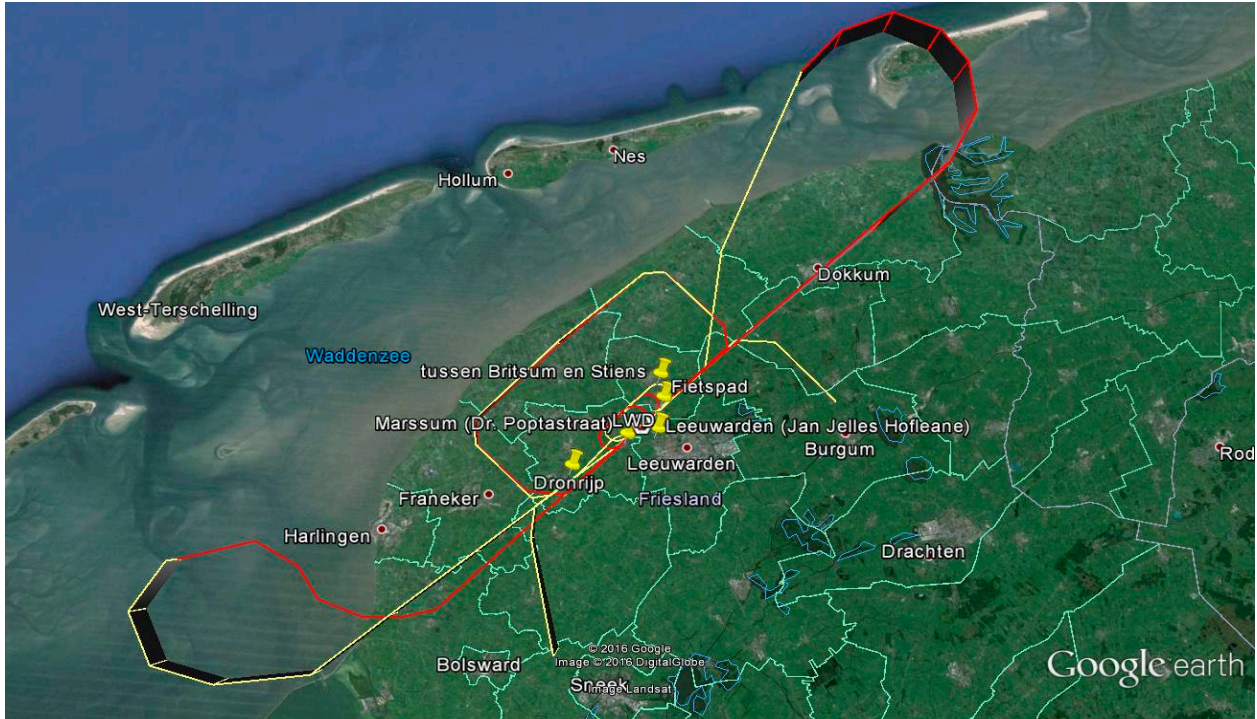 Nes
Hollum
Dokkum
West-Terschelling
Waddenzee
tussen Britsum en Stiens
Fietspad
Marssum (Dr. Poptastraat)
LWD
Leeuwarden (Jan Jelles Hofleane)
Burgum
Leeuwarden
Rod
Dronrijp
Franeker
Friesland
Harlingen
Drachten
© 2016 Google
Image © 2016 DigitalGlobe
Bolsward
Google earth
Sneek
Image Landsat